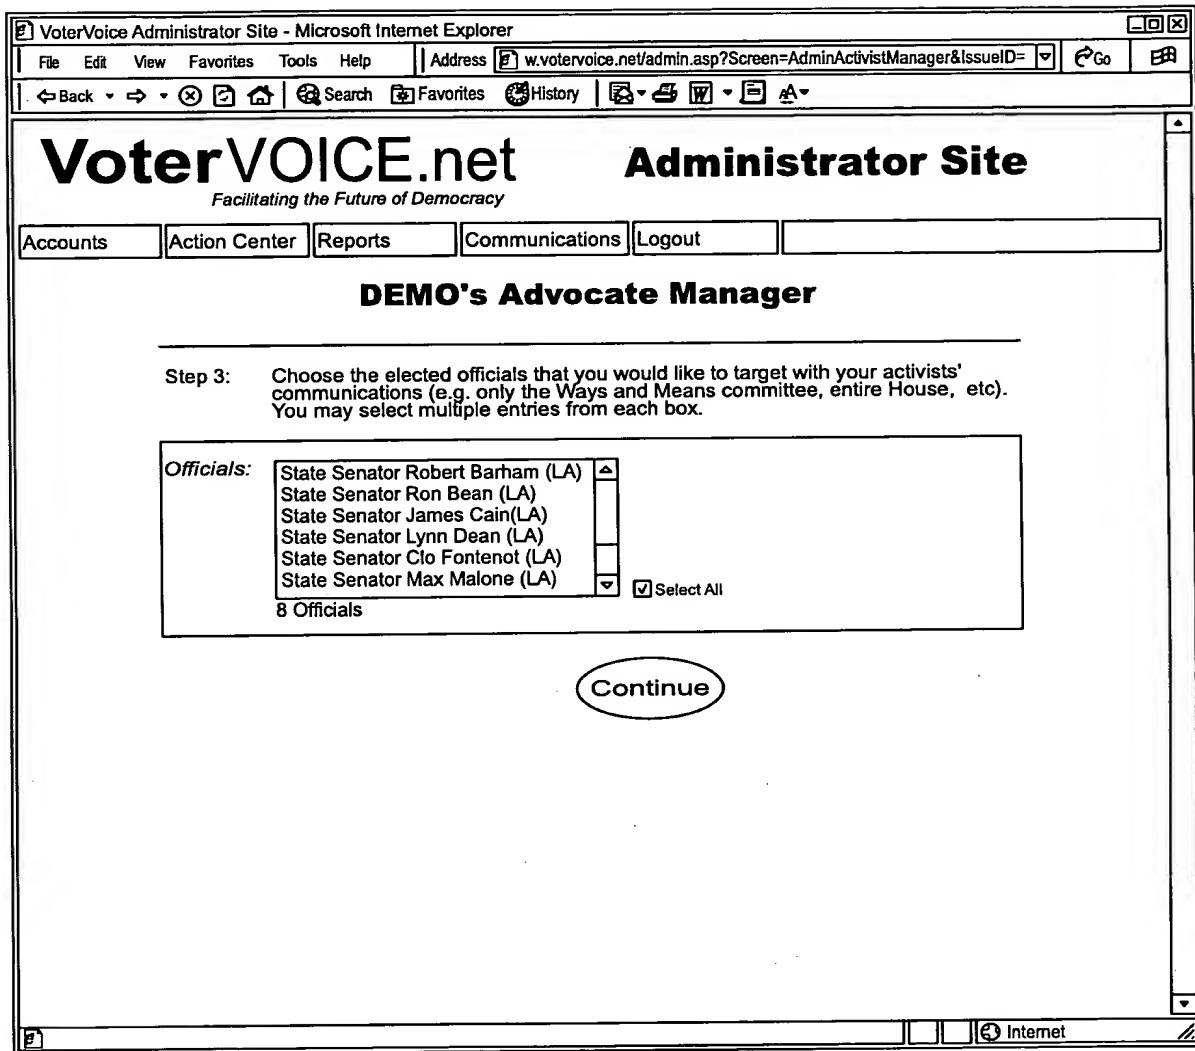 VoterVoice Administrator Site - Microsoft Internet Explorer
File Edit View Favorites Tools Help Address w.votervoice.net/admin.asp?Screen=AdminActivistManager&IssueID= Go
Back Search Favorites History
VoterVOICE.net Administrator Site
Facilitating the Future of Democracy
Accounts Action Center Reports Communications Logout
DEMO's Advocate Manager
Step 3: Choose the elected officials that you would like to target with your activists'
communications (e.g. only the Ways and Means committee, entire House, etc).
You may select multiple entries from each box.
Officials: State Senator Robert Barham (LA)
State Senator Ron Bean (LA)
State Senator James Cain(LA)
State Senator Lynn Dean (LA)
State Senator Clo Fontenot (LA)
State Senator Max Malone (LA)
Select All
8 Officials
Continue
Internet